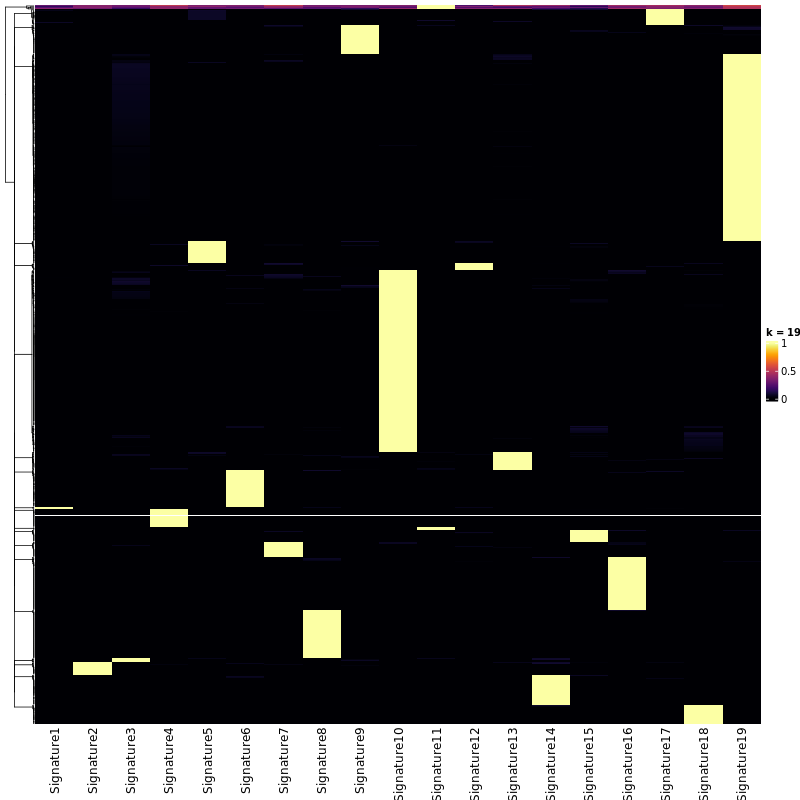 k = 19
1
0.5
0
Signature1
Signature2
Signature3
Signature4
Signature5
Signature6
Signature7
Signature8
Signature9
Signature10
Signature11
Signature12
Signature13
Signature14
Signature15
Signature16
Signature17
Signature18
Signature19